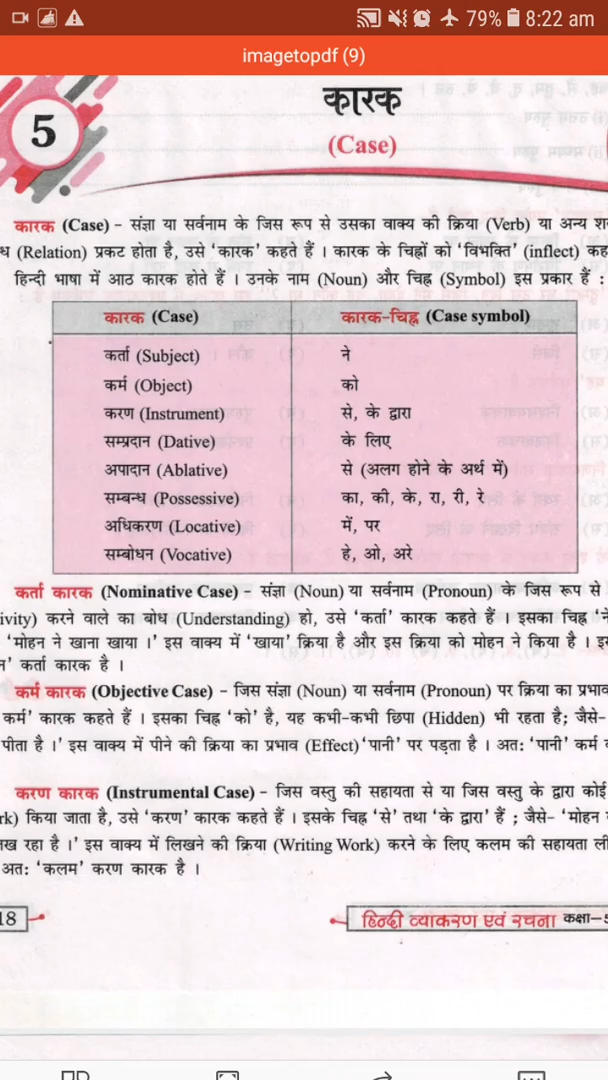 79% 8:22 am
imagetopdf (9)
5
कारक
(Case)
कारक (Case) – संज्ञा या सर्वनाम के जिस रूप से उसका वाक्य की क्रिया (Verb) या अन्य
(Relation) प्रकट होता है, उसे 'कारक' कहते हैं । कारक के चिह्नों को 'विभक्ति' (inflect)
हिन्दी भाषा में आठ कारक होते हैं । उनके नाम (Noun) और चिह्न (Symbol) इस प्रकार हैं :
कारक (Case) कारक-चिह्न (Case symbol)
कर्ता (Subject) ने
कर्म (Object) को
करण (Instrument) से, के द्वारा
सम्प्रदान (Dative) के लिए
अपादान (Ablative) से (अलग होने के अर्थ में)
सम्बन्ध (Possessive) का, की, के, रा, री, रे
अधिकरण (Locative) में, पर
सम्बोधन (Vocative) हे, ओ, अरे
कर्ता कारक (Nominative Case) – संज्ञा (Noun) या सर्वनाम (Pronoun) के जिस रूप से
ivity) करने वाले का बोध (Understanding) हो, उसे 'कर्ता' कारक कहते हैं । इसका चिह्न 'ने
'मोहन ने खाना खाया ।' इस वाक्य में 'खाया' क्रिया है और इस क्रिया को मोहन ने किया है ।
न' कर्ता कारक है ।
कर्म कारक (Objective Case) – जिस संज्ञा (Noun) या सर्वनाम (Pronoun) पर क्रिया का प्रभाव
कर्म' कारक कहते हैं । इसका चिह्न 'को' है, यह कभी-कभी छिपा (Hidden) भी रहता है; जैसे-
पीता है ।' इस वाक्य में पीने की क्रिया का प्रभाव (Effect) 'पानी' पर पड़ता है । अत: 'पानी' कर्म
करण कारक (Instrumental Case) – जिस वस्तु की सहायता से या जिस वस्तु के द्वारा कोई
rk) किया जाता है, उसे 'करण' कारक कहते हैं । इसके चिह्न 'से' तथा 'के द्वारा' हैं ; जैसे- 'मोहन
रहा है ।' इस वाक्य में लिखने की क्रिया (Writing Work) करने के लिए कलम की सहायता ली
अत: 'कलम' करण कारक है ।
18
हिन्दी व्याकरण एवं रचना कक्षा–5